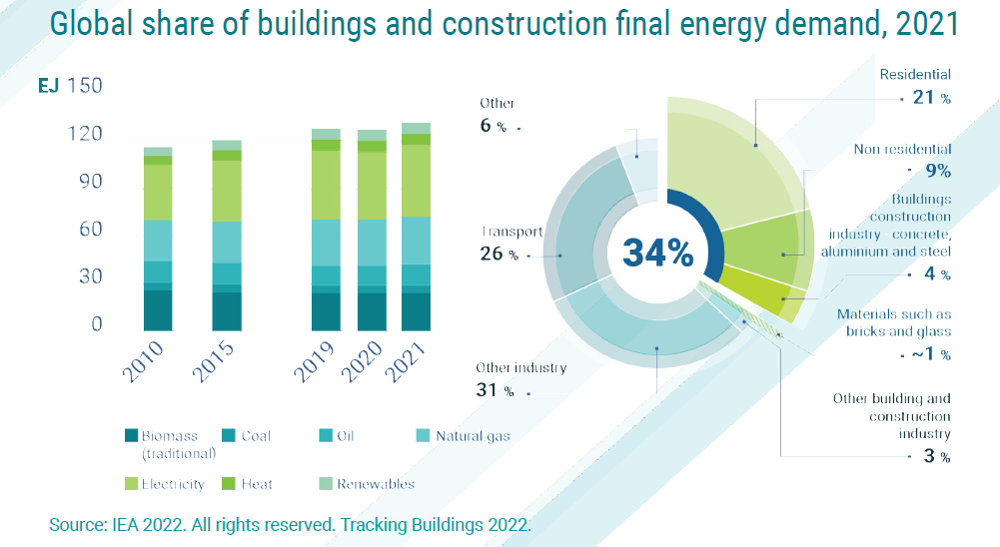 Global share of buildings and construction final energy demand, 2021
EJ 150
120
90
60
30
0
2010
2015
2019
2020
2021
Biomass
(traditional)
Coal
Oil
Natural gas
Electricity
Heat
Renewables
Other
6 %
Transport
26 %
Other industry
31 %
34%
Residential
21 %
Non residential
9%
Buildings
construction
industry concrete,
aluminium and steel
4 %
Materials such as
bricks and glass
~1 %
Other building and
construction
industry
3 %
Source: IEA 2022. All rights reserved. Tracking Buildings 2022.